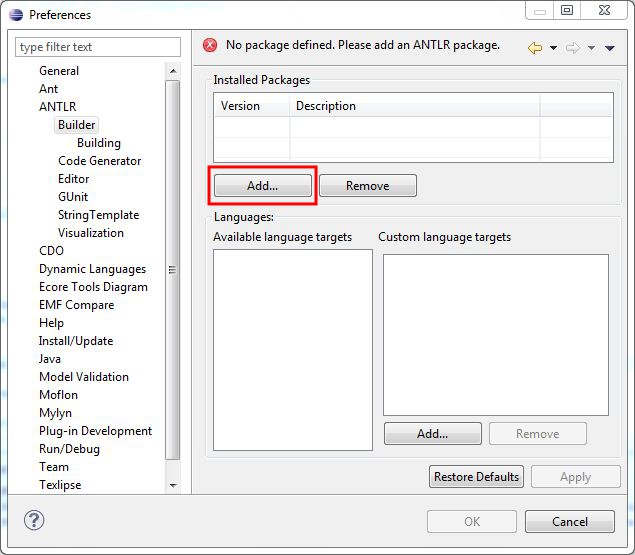 Preferences
type filter text
No package defined. Please add an ANTLR package.
General
Ant
ANTLR
Builder
Building
Code Generator
Editor
GUnit
StringTemplate
Visualization
CDO
Dynamic Languages
Ecore Tools Diagram
EMF Compare
Help
Install/Update
Java
Model Validation
Moflon
Mylyn
Plug-in Development
Run/Debug
Team
Texlipse
Installed Packages
Version Description
Add... Remove
Languages:
Available language targets Custom language targets
Add... Remove
Restore Defaults Apply
? OK Cancel